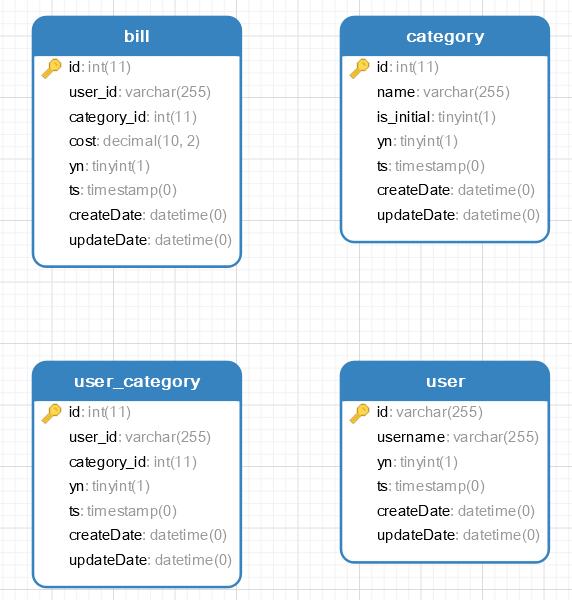 bill
id: int(11)
user_id: varchar(255)
category_id: int(11)
cost: decimal(10, 2)
yn: tinyint(1)
ts: timestamp(0)
createDate: datetime(0)
updateDate: datetime(0)
category
id: int(11)
name: varchar(255)
is_initial: tinyint(1)
yn: tinyint(1)
ts: timestamp(0)
createDate: datetime(0)
updateDate: datetime(0)
user_category
id: int(11)
user_id: varchar(255)
category_id: int(11)
yn: tinyint(1)
ts: timestamp(0)
createDate: datetime(0)
updateDate: datetime(0)
user
id: varchar(255)
username: varchar(255)
yn: tinyint(1)
ts: timestamp(0)
createDate: datetime(0)
updateDate: datetime(0)